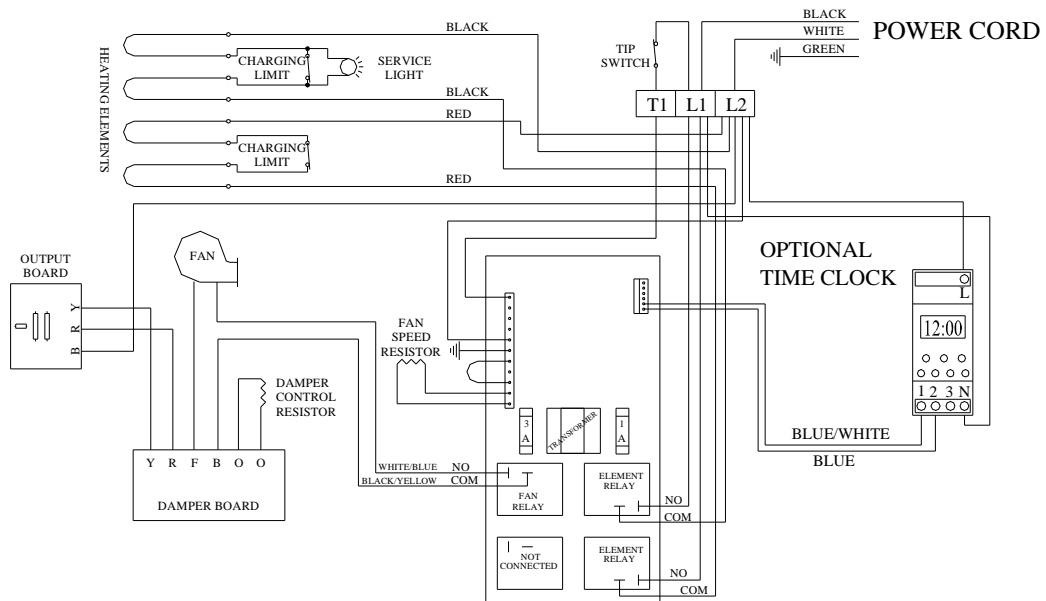 BLACK
WHITE
GREEN
POWER CORD
BLACK
TIP
SWITCH
CHARGING
LIMIT
SERVICE
LIGHT
HEATING ELEMENTS
BLACK
T1 L1 L2
RED
CHARGING
LIMIT
RED
OUTPUT
BOARD
FAN
OPTIONAL
TIME CLOCK
L
Y
R
B
FAN
SPEED
RESISTOR
12:00
DAMPER
CONTROL
RESISTOR
1 2 3 N
3
A
TRANSFORMER
1
A
BLUE/WHITE
BLUE
Y R F B O O
DAMPER BOARD
WHITE/BLUE NO
BLACK/YELLOW COM
FAN
RELAY
ELEMENT
RELAY
NO
COM
NOT
CONNECTED
ELEMENT
RELAY
NO
COM